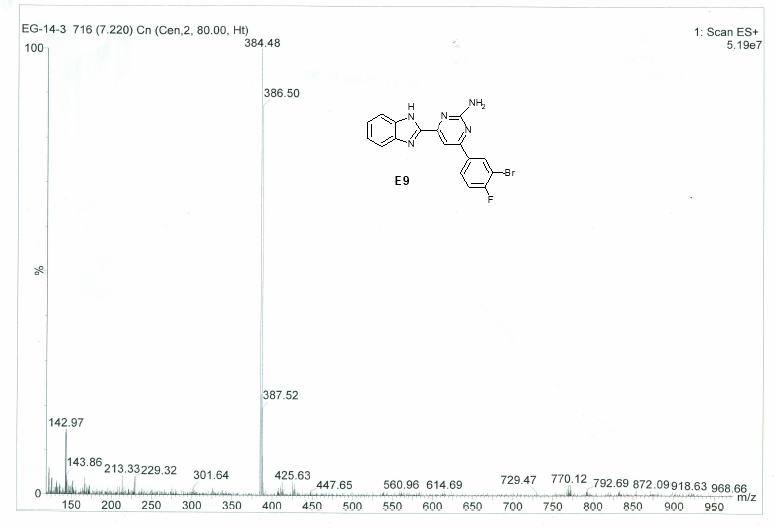 EG-14-3 716 (7.220) Cn (Cen,2, 80.00, Ht)
1: Scan ES+
5.19e7
100
384.48
386.50
H
N
N
NH2
N
N
Br
F
E9
%
387.52
142.97
143.86
213.33
229.32
301.64
425.63
447.65
560.96
614.69
729.47
770.12
792.69
872.09
918.63
968.66
0
m/z
150 200 250 300 350 400 450 500 550 600 650 700 750 800 850 900 950